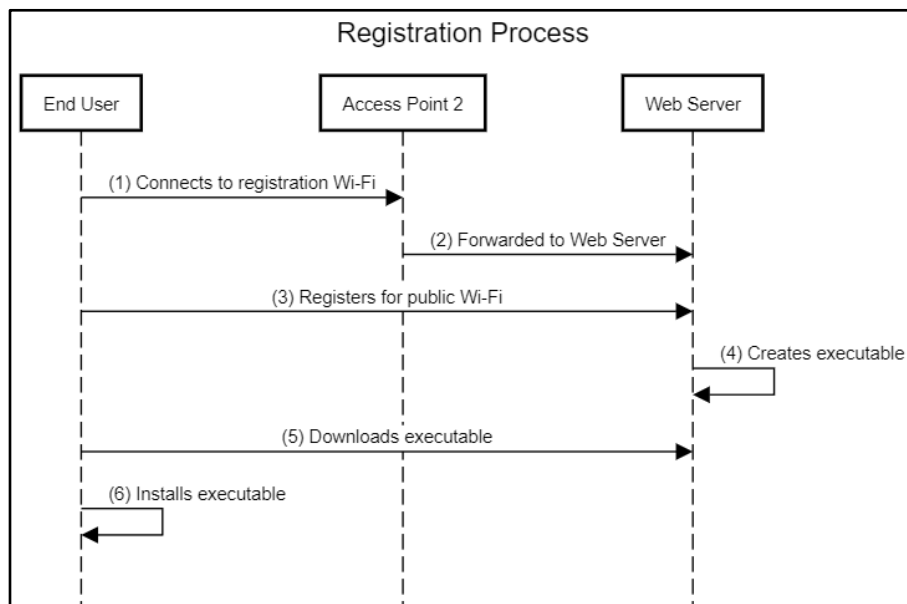 Registration Process
End User
Access Point 2
Web Server
(1) Connects to registration Wi-Fi
(2) Forwarded to Web Server
(3) Registers for public Wi-Fi
(4) Creates executable
(5) Downloads executable
(6) Installs executable